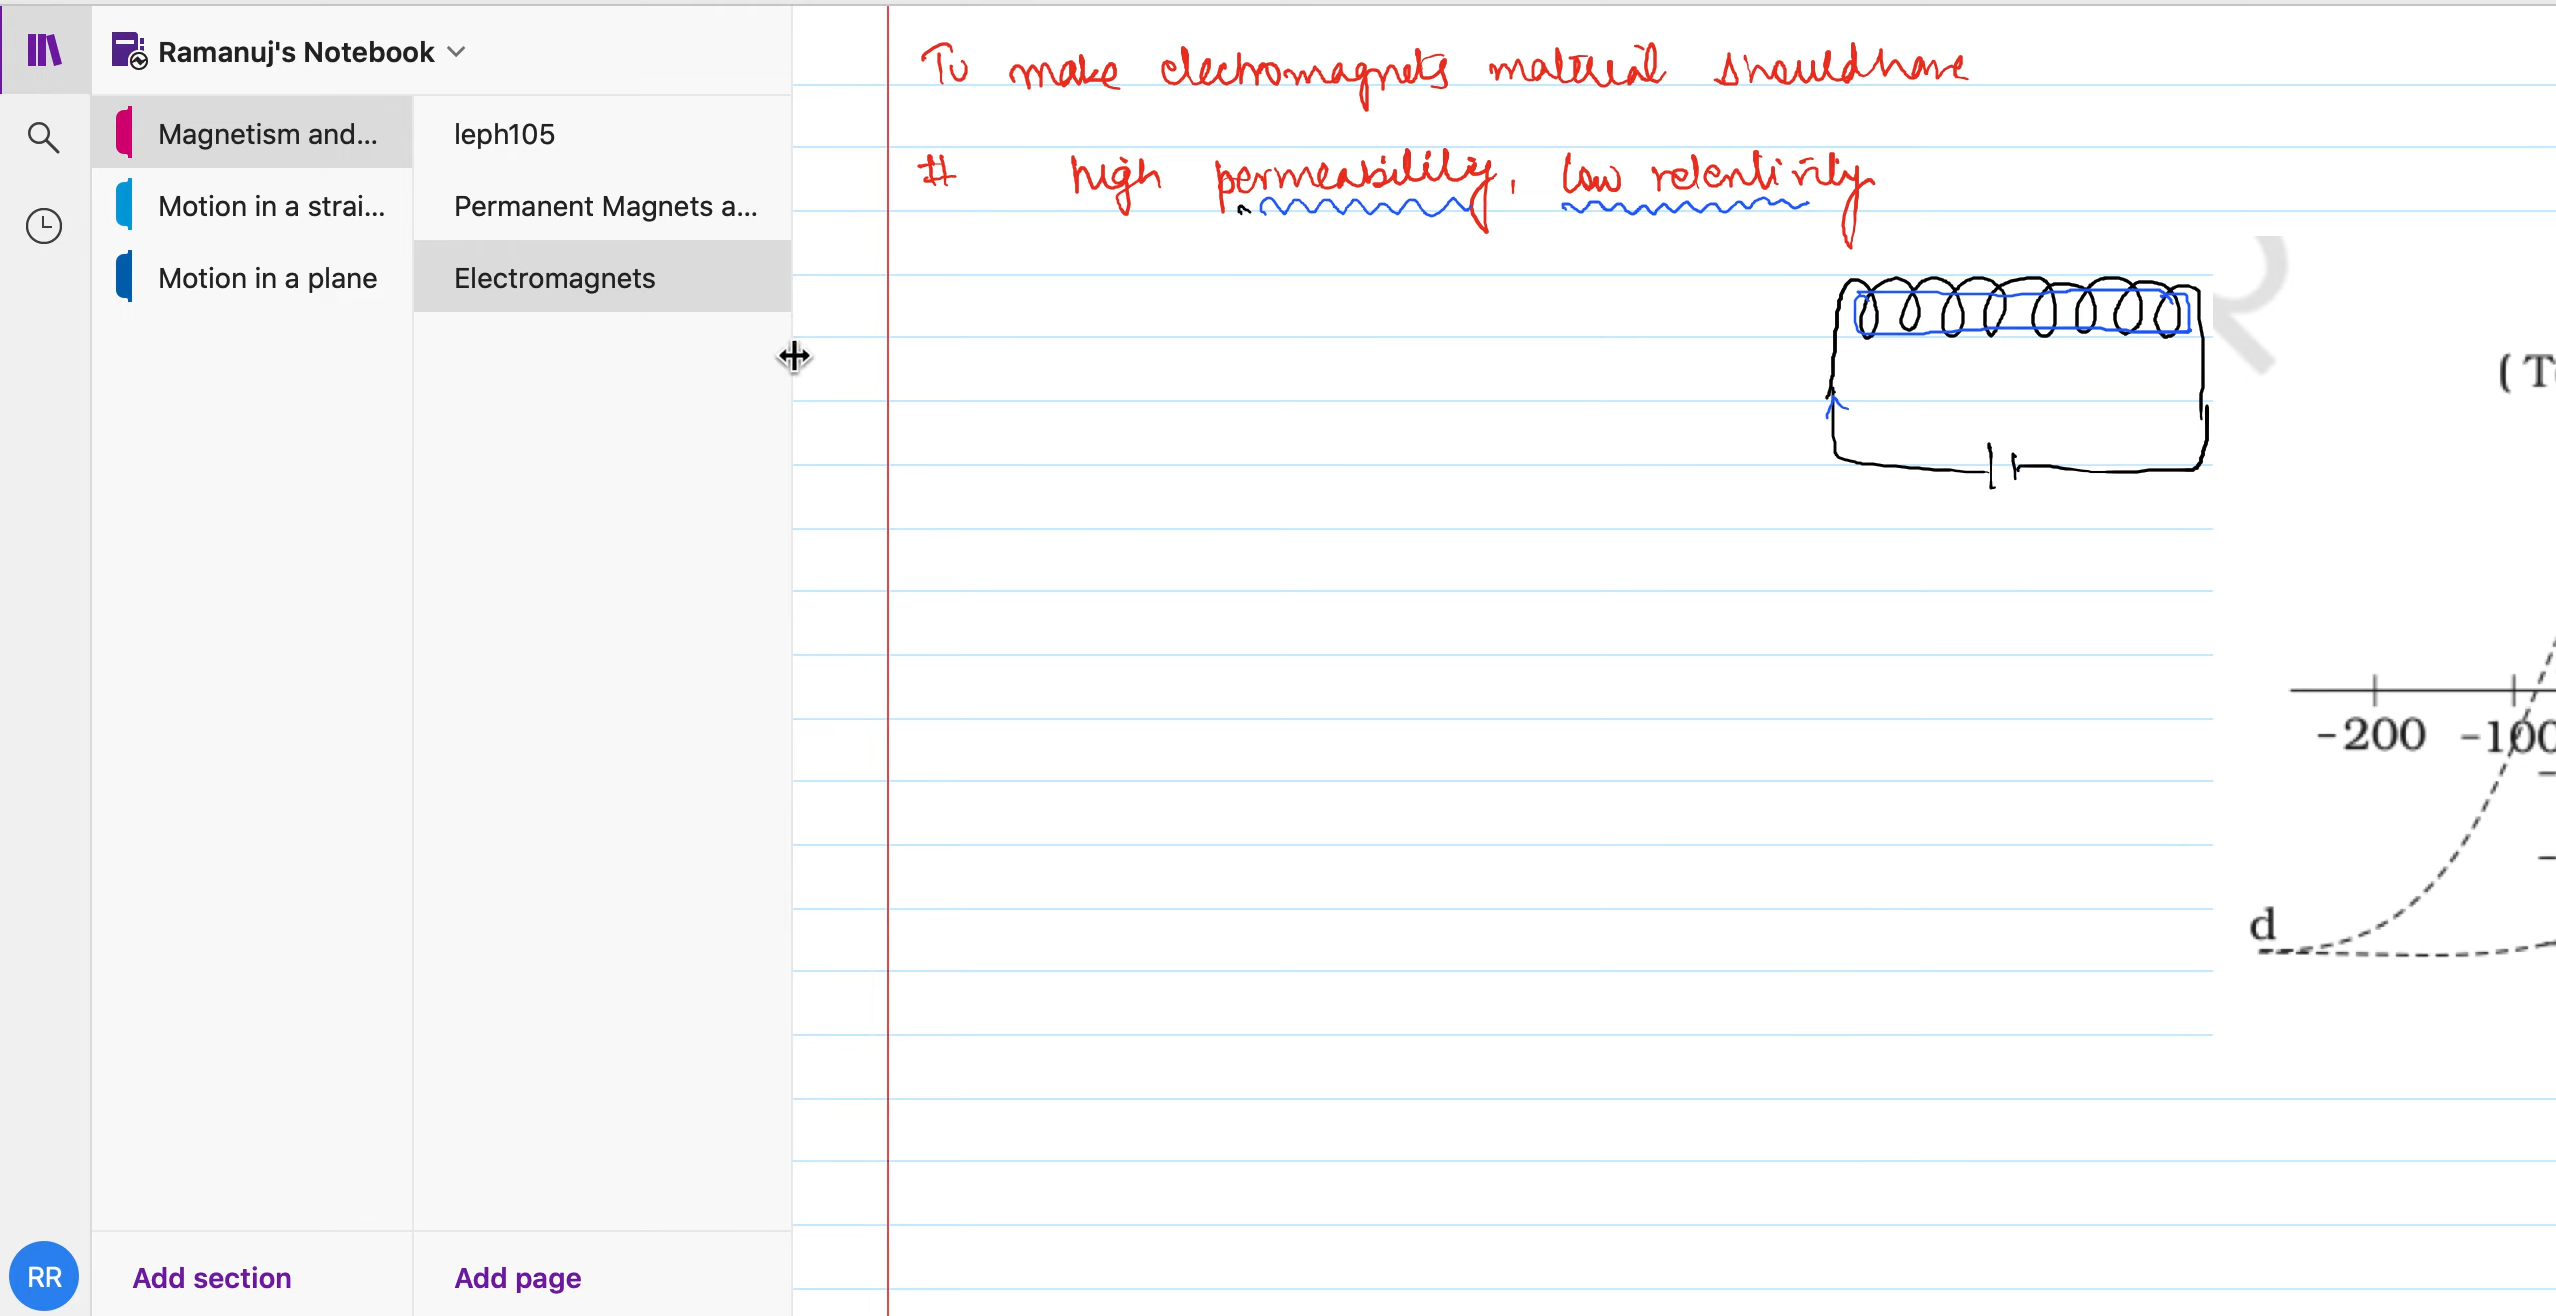 Ramanuj's Notebook
Magnetism and...
Motion in a strai...
Motion in a plane
leph105
Permanent Magnets a...
Electromagnets
To make electromagnets material should have
# high permeability, low retentivity
R
( T
-200 -100
d
RR
Add section
Add page